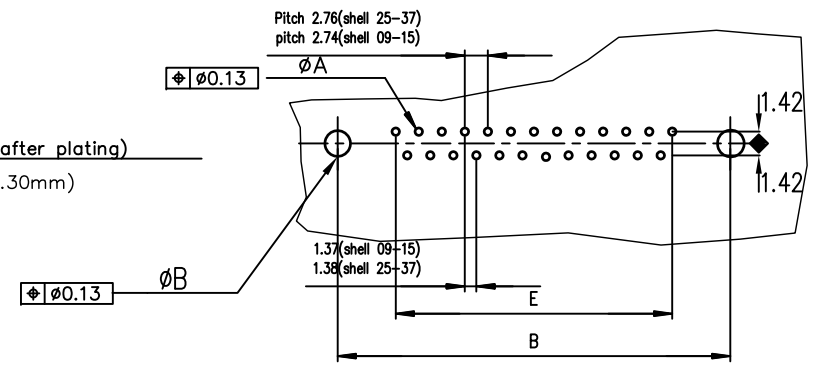 Pitch 2.76(shell 25-37)
pitch 2.74(shell 09-15)
⌖ ø0.13
øA
1.42
after plating)
.30mm)
1.42
1.37(shell 09-15)
1.38(shell 25-37)
øB
⌖ ø0.13
E
B